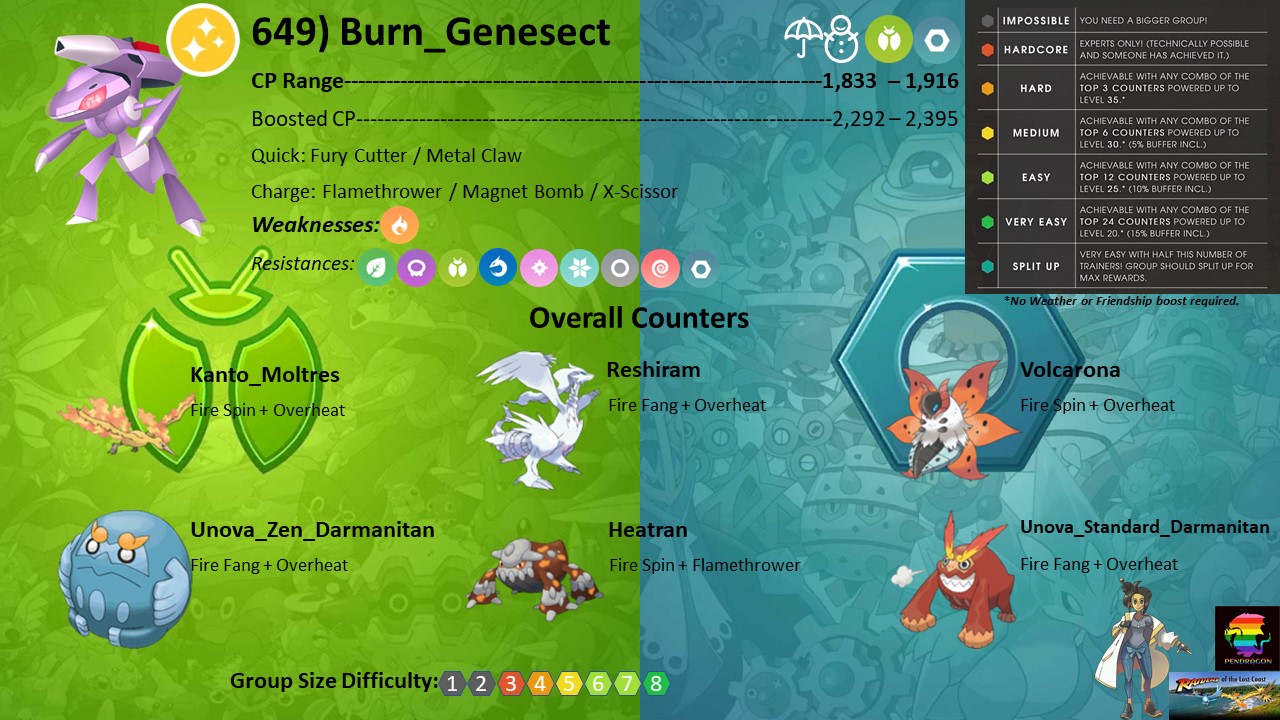 649) Burn_Genesect
CP Range--------------------------------------------------------------------1,833 – 1,916
Boosted CP--------------------------------------------------------------------2,292 – 2,395
Quick: Fury Cutter / Metal Claw
Charge: Flamethrower / Magnet Bomb / X-Scissor
Weaknesses:
Resistances:
IMPOSSIBLE YOU NEED A BIGGER GROUP!
HARDCORE EXPERTS ONLY! (TECHNICALLY POSSIBLE
AND SOMEONE HAS ACHIEVED IT.)
HARD ACHIEVABLE WITH ANY COMBO OF THE
TOP 3 COUNTERS POWERED UP TO
LEVEL 35.*
MEDIUM ACHIEVABLE WITH ANY COMBO OF THE
TOP 6 COUNTERS POWERED UP TO
LEVEL 30.* (5% BUFFER INCL.)
EASY ACHIEVABLE WITH ANY COMBO OF THE
TOP 12 COUNTERS POWERED UP TO
LEVEL 25.* (10% BUFFER INCL.)
VERY EASY ACHIEVABLE WITH ANY COMBO OF THE
TOP 24 COUNTERS POWERED UP TO
LEVEL 20.* (15% BUFFER INCL.)
SPLIT UP VERY EASY WITH HALF THIS NUMBER OF
TRAINERS! GROUP SHOULD SPLIT UP FOR
MAX REWARDS.
*No Weather or Friendship boost required.
Overall Counters
Kanto_Moltres
Fire Spin + Overheat
Reshiram
Fire Fang + Overheat
Volcarona
Fire Spin + Overheat
Unova_Zen_Darmanitan
Fire Fang + Overheat
Heatran
Fire Spin + Flamethrower
Unova_Standard_Darmanitan
Fire Fang + Overheat
Group Size Difficulty: 1 2 3 4 5 6 7 8
PENDRAGON
RAIDERS of the Lost Coast